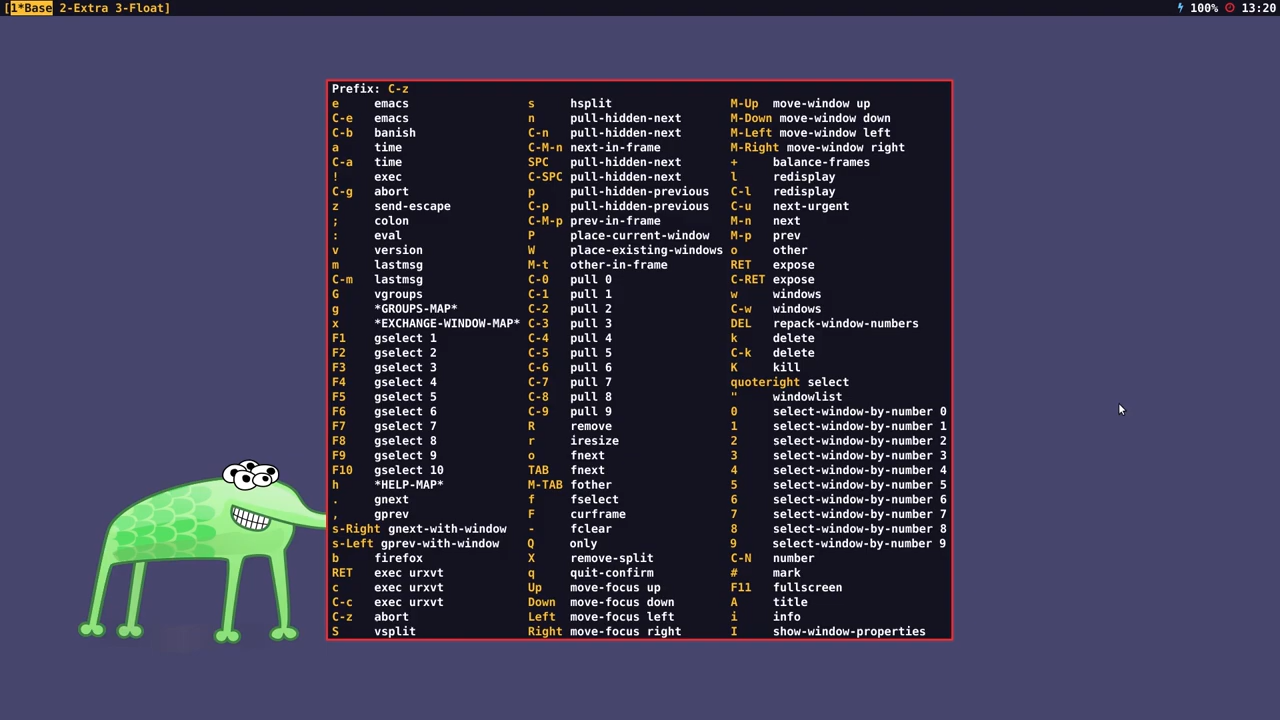 [1*Base 2-Extra 3-Float] 100% 13:20
Prefix: C-z
e emacs s hsplit M-Up move-window up
C-e emacs n pull-hidden-next M-Down move-window down
C-b banish C-n pull-hidden-next M-Left move-window left
a time C-M-n next-in-frame M-Right move-window right
C-a time SPC pull-hidden-next + balance-frames
! exec C-SPC pull-hidden-next l redisplay
C-g abort p pull-hidden-previous C-l redisplay
z send-escape C-p pull-hidden-previous C-u next-urgent
; colon C-M-p prev-in-frame M-n next
: eval P place-current-window M-p prev
v version W place-existing-windows o other
m lastmsg M-t other-in-frame RET expose
C-m lastmsg C-0 pull 0 C-RET expose
G vgroups C-1 pull 1 w windows
g *GROUPS-MAP* C-2 pull 2 C-w windows
x *EXCHANGE-WINDOW-MAP* C-3 pull 3 DEL repack-window-numbers
F1 gselect 1 C-4 pull 4 k delete
F2 gselect 2 C-5 pull 5 C-k delete
F3 gselect 3 C-6 pull 6 K kill
F4 gselect 4 C-7 pull 7 quoteright select
F5 gselect 5 C-8 pull 8 " windowlist
F6 gselect 6 C-9 pull 9 0 select-window-by-number 0
F7 gselect 7 R remove 1 select-window-by-number 1
F8 gselect 8 r iresize 2 select-window-by-number 2
F9 gselect 9 o fnext 3 select-window-by-number 3
F10 gselect 10 TAB fnext 4 select-window-by-number 4
h *HELP-MAP* M-TAB fother 5 select-window-by-number 5
. gnext f fselect 6 select-window-by-number 6
, gprev F curframe 7 select-window-by-number 7
s-Right gnext-with-window - fclear 8 select-window-by-number 8
s-Left gprev-with-window Q only 9 select-window-by-number 9
b firefox X remove-split C-N number
RET exec urxvt q quit-confirm # mark
c exec urxvt Up move-focus up F11 fullscreen
C-c exec urxvt Down move-focus down A title
C-z abort Left move-focus left i info
S vsplit Right move-focus right I show-window-properties